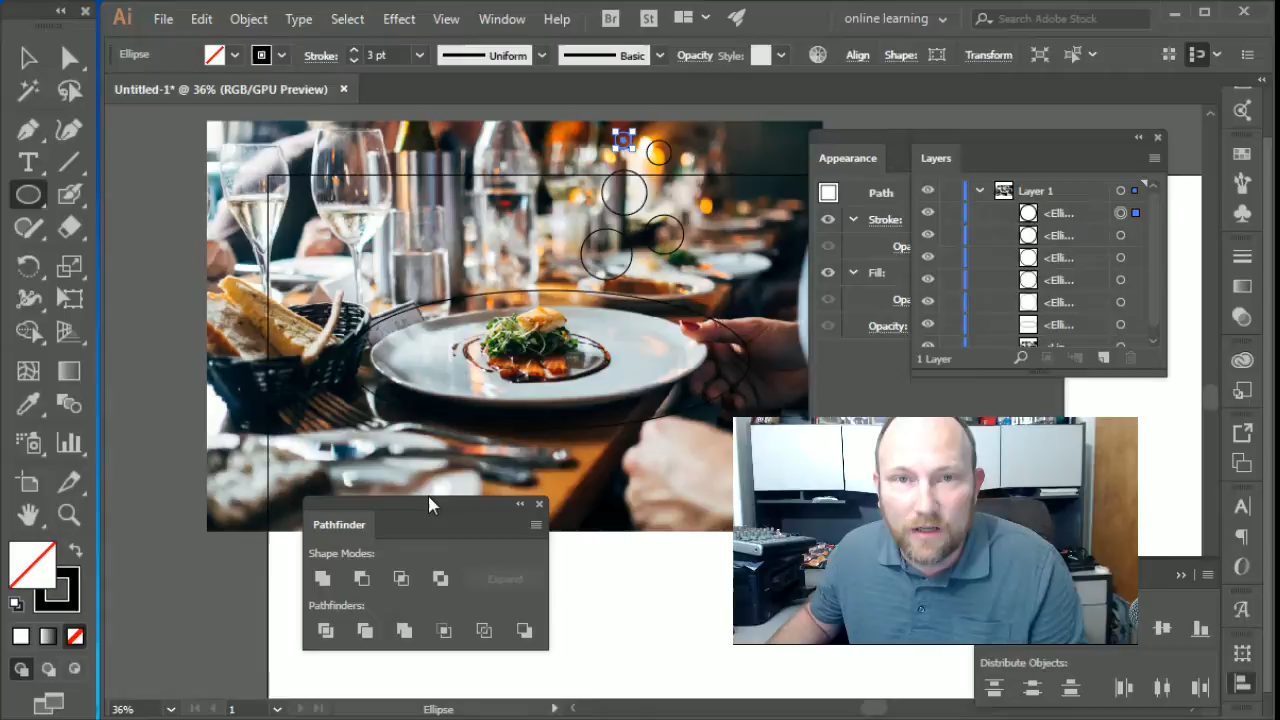 Ai File Edit Object Type Select Effect View Window Help Br St online learning Search Adobe Stock
Ellipse Stroke: 3 pt Uniform Basic Opacity Style: Align Shape: Transform
Untitled-1* @ 36% (RGB/GPU Preview)
Appearance
Path
Stroke:
Opa
Fill:
Opa
Opacity:
Layers
Layer 1
<Elli...
<Elli...
<Elli...
<Elli...
<Elli...
<Elli...
1 Layer
Pathfinder
Shape Modes:
Expand
Pathfinders:
Distribute Objects:
36% 1 Ellipse